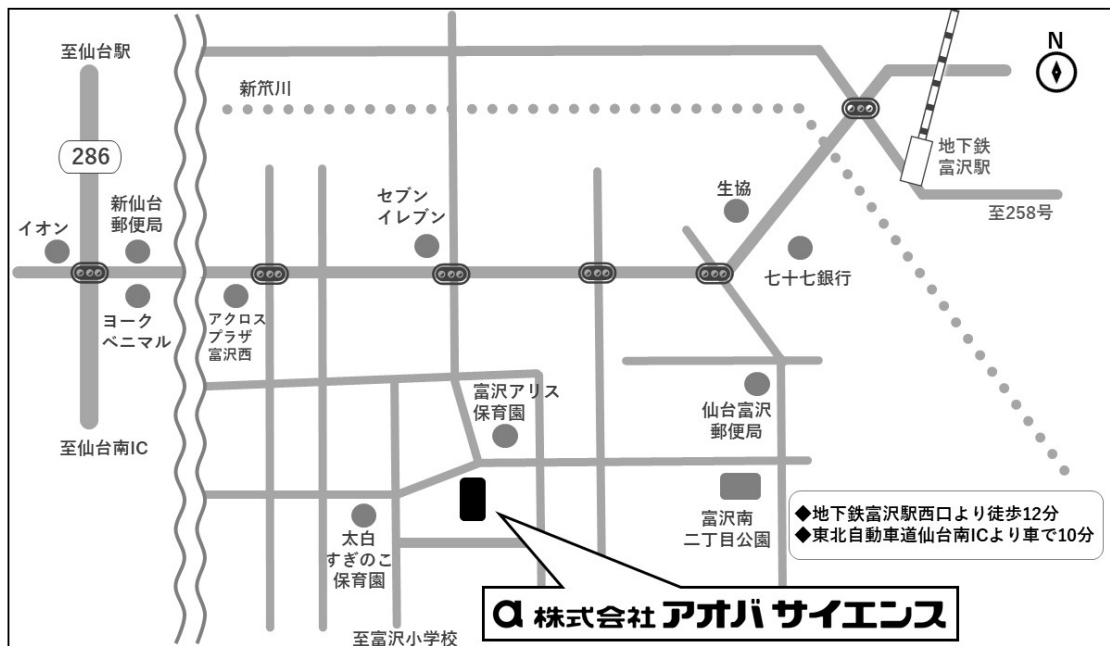 至仙台駅
N
新笊川
286
地下鉄
富沢駅
セブン
イレブン
生協
新仙台
郵便局
イオン
至258号
七十七銀行
ヨーク
ベニマル
アクロス
プラザ
富沢西
富沢アリス
保育園
仙台富沢
郵便局
至仙台南IC
◆地下鉄富沢駅西口より徒歩12分
◆東北自動車道仙台南ICより車で10分
富沢南
二丁目公園
太白
すぎのこ
保育園
α 株式会社 アオバ サイエンス
至富沢小学校